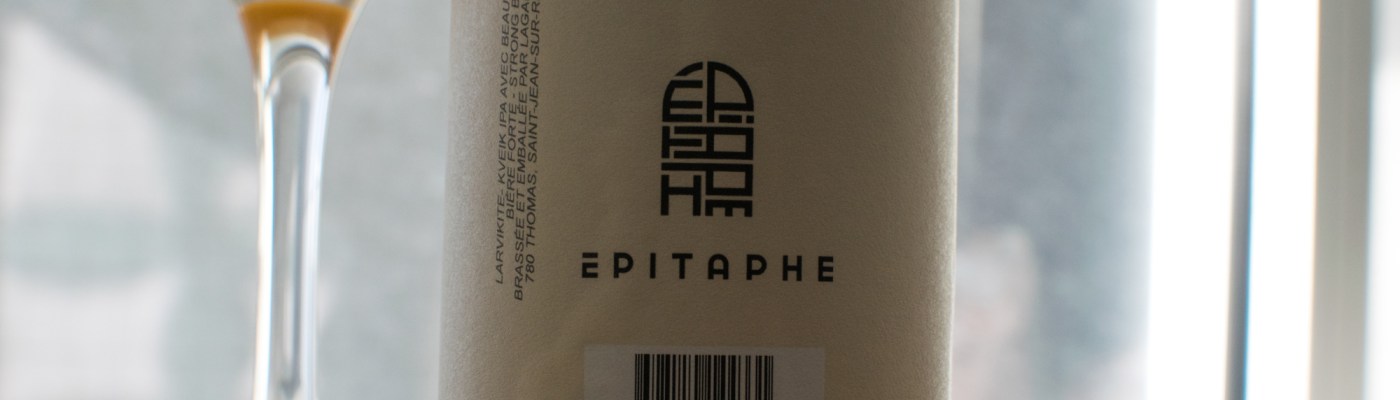 LARVIKITE- KVEIK IPA AVEC BEAU
BIÈRE FORTE - STRONG
BRASSÉE ET EMBALLÉE PAR LAGA
780 THOMAS, SAINT-JEAN-SUR-R
EPITAPHE
EPITAPHE